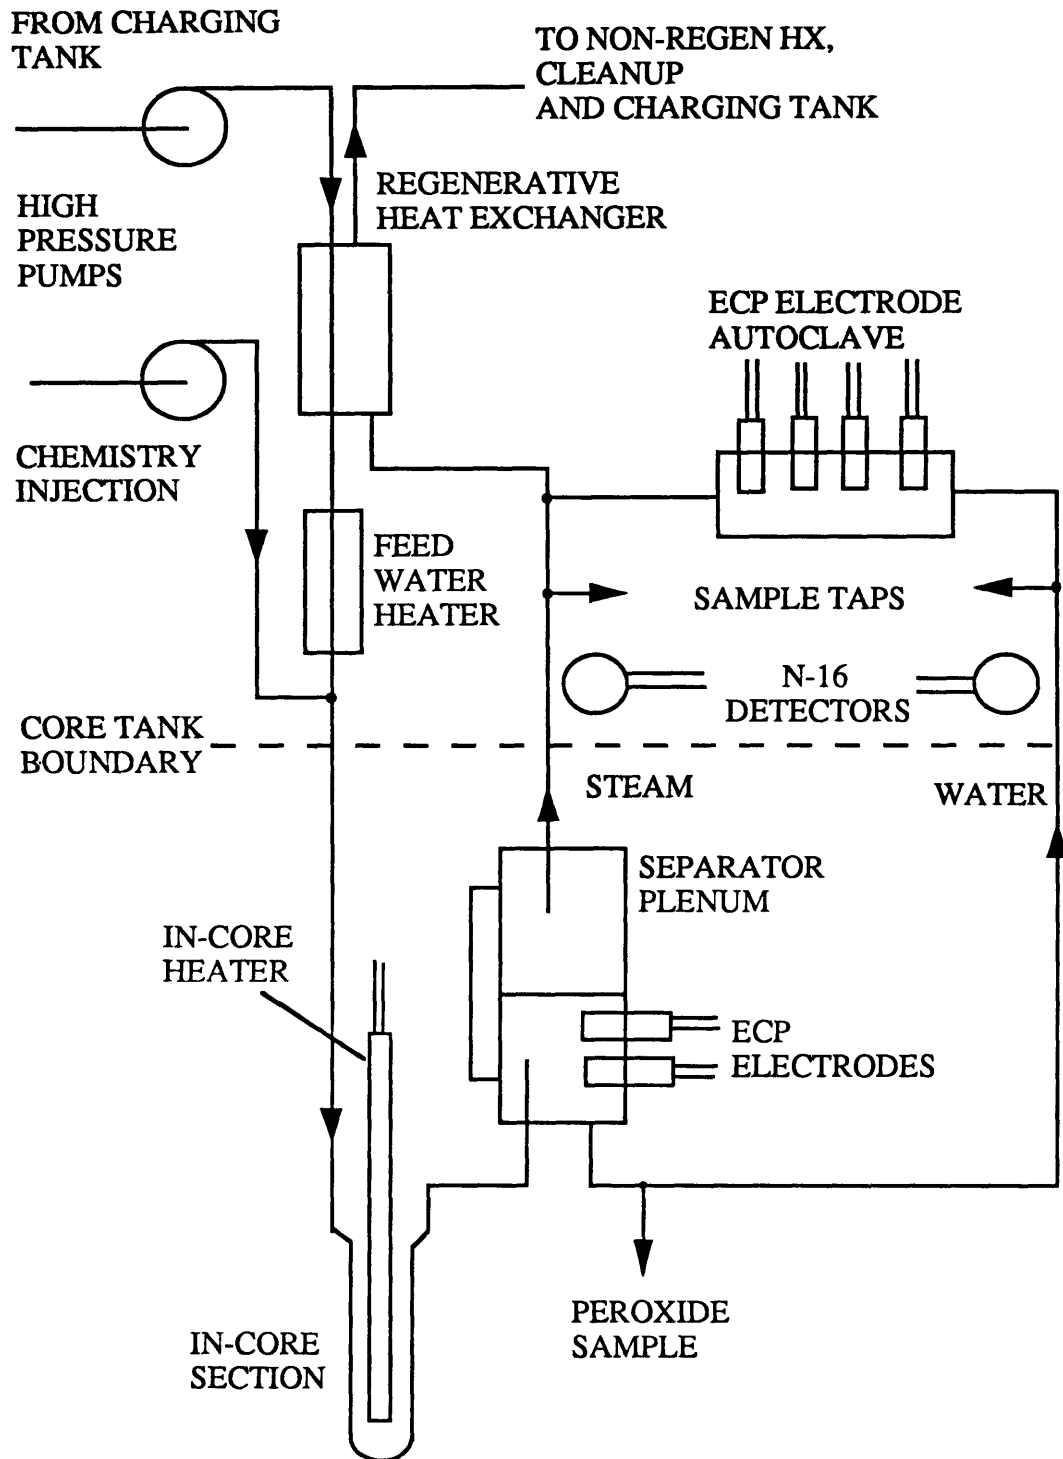 FROM CHARGING
TANK
TO NON-REGEN HX,
CLEANUP
AND CHARGING TANK
HIGH
PRESSURE
PUMPS
REGENERATIVE
HEAT EXCHANGER
ECP ELECTRODE
AUTOCLAVE
CHEMISTRY
INJECTION
FEED
WATER
HEATER
SAMPLE TAPS
N-16
DETECTORS
CORE TANK
BOUNDARY
STEAM
WATER
SEPARATOR
PLENUM
IN-CORE
HEATER
ECP
ELECTRODES
PEROXIDE
SAMPLE
IN-CORE
SECTION